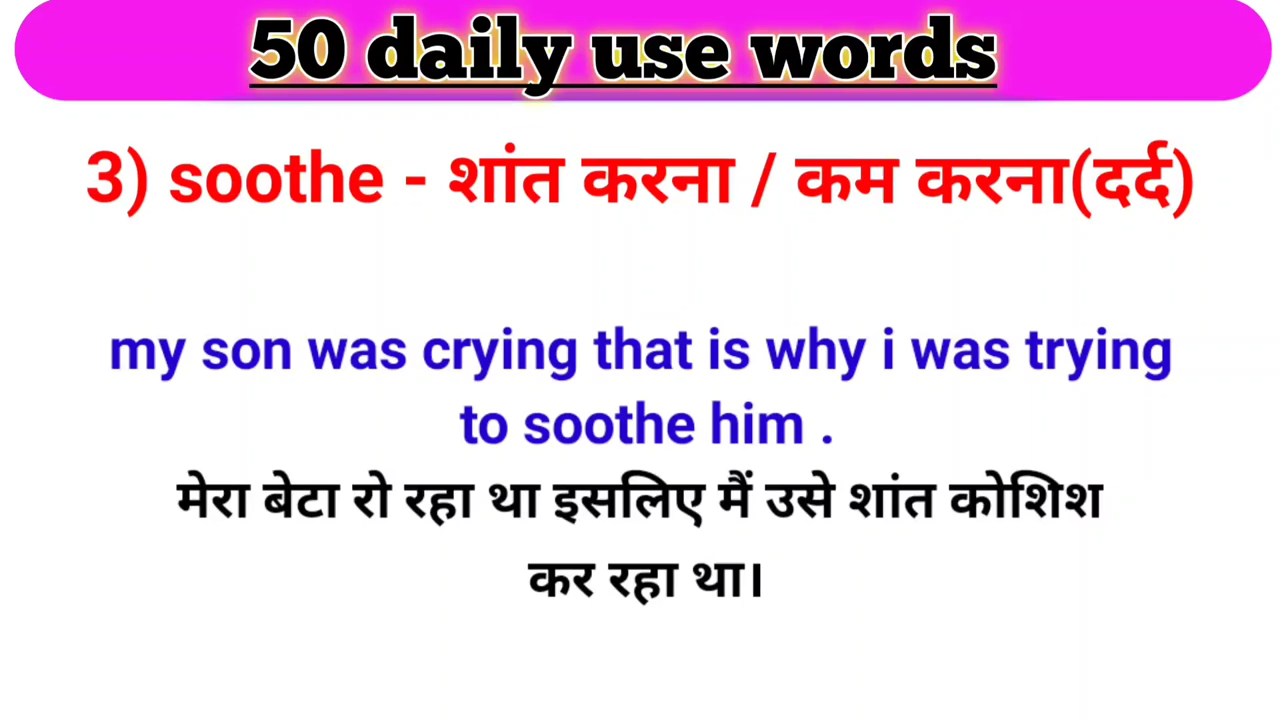 50 daily use words
3) soothe - शांत करना / कम करना(दर्द)
my son was crying that is why i was trying
to soothe him .
मेरा बेटा रो रहा था इसलिए मैं उसे शांत कोशिश
कर रहा था।